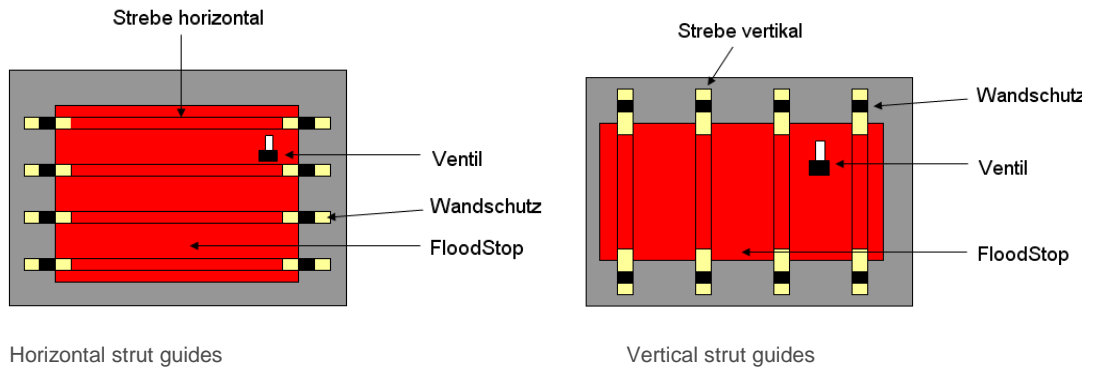 Strebe horizontal
Ventil
Wandschutz
FloodStop
Horizontal strut guides
Strebe vertikal
Wandschutz
Ventil
FloodStop
Vertical strut guides